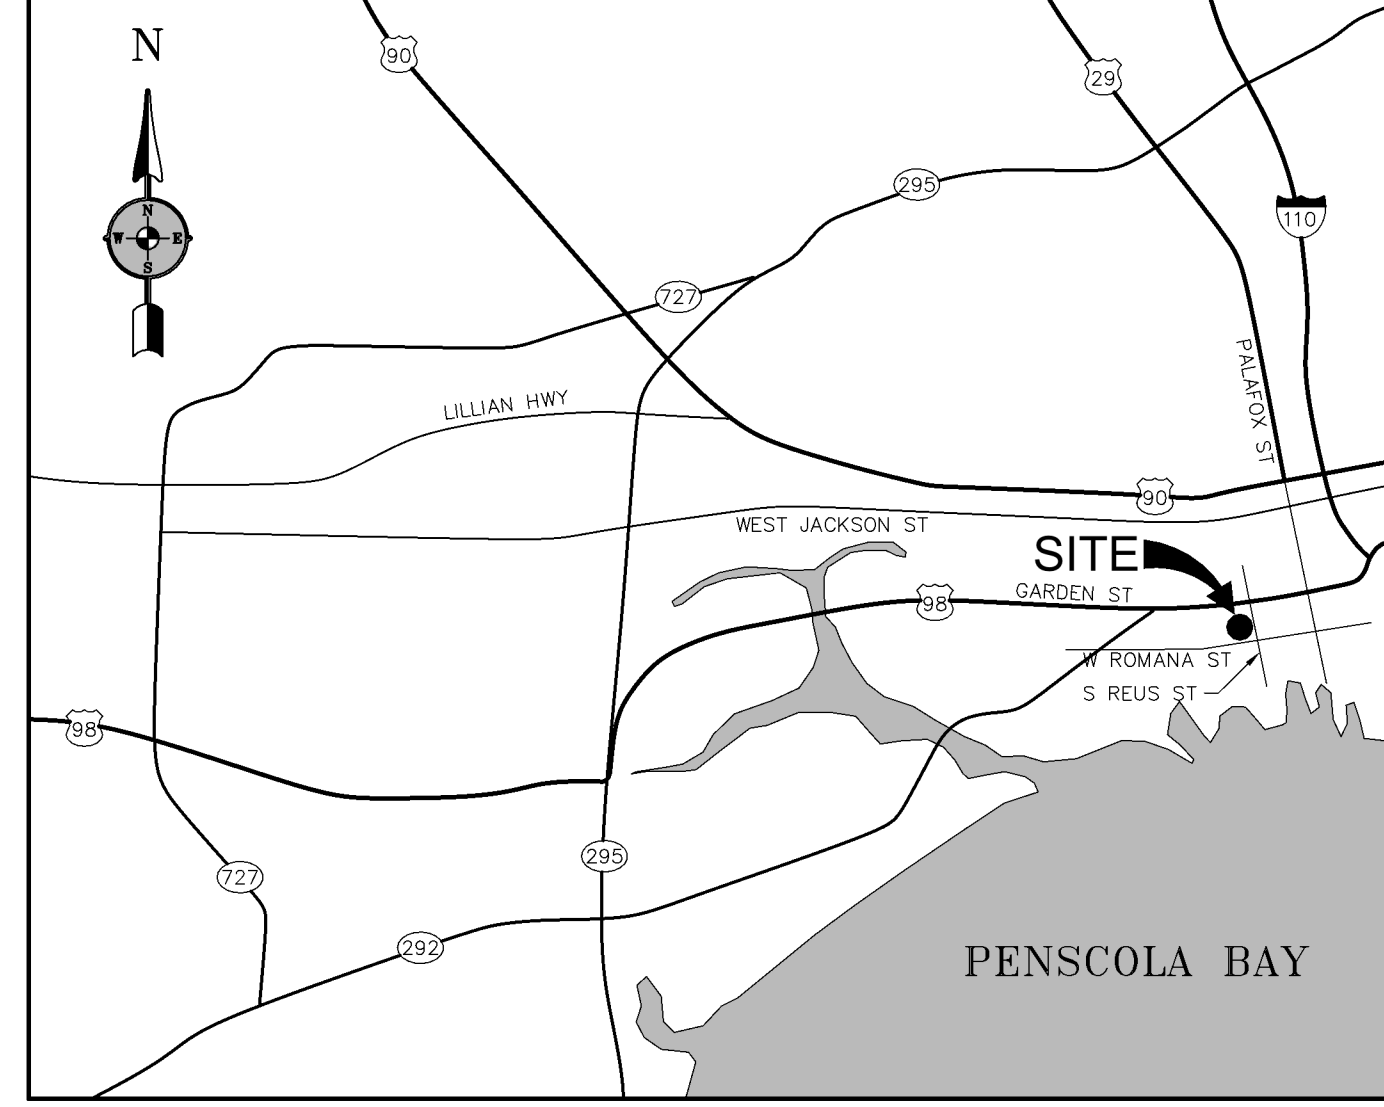 N
90
29
295
110
N
W E
S
727
PALAFOX ST
LILLIAN HWY
90
WEST JACKSON ST
SITE
GARDEN ST
98
W ROMANA ST
S REUS ST
98
295
727
292
PENSCOLA BAY